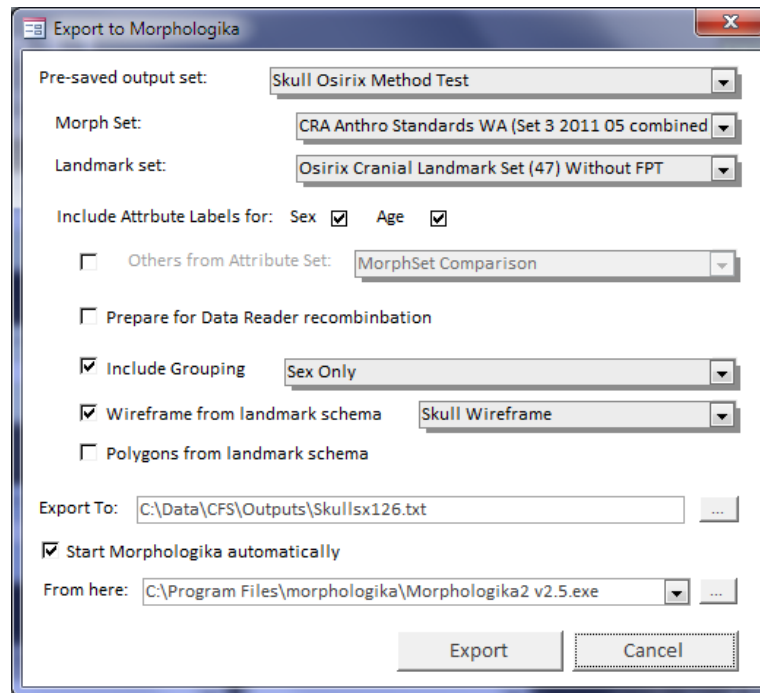 Export to Morphologika
Pre-saved output set: Skull Osirix Method Test
Morph Set: CRA Anthro Standards WA (Set 3 2011 05 combined
Landmark set: Osirix Cranial Landmark Set (47) Without FPT
Include Attrbute Labels for: Sex Age
Others from Attribute Set: MorphSet Comparison
Prepare for Data Reader recombinbation
Include Grouping Sex Only
Wireframe from landmark schema Skull Wireframe
Polygons from landmark schema
Export To: C:\Data\CFS\Outputs\Skullsx126.txt ...
Start Morphologika automatically
From here: C:\Program Files\morphologika\Morphologika2 v2.5.exe ...
Export Cancel